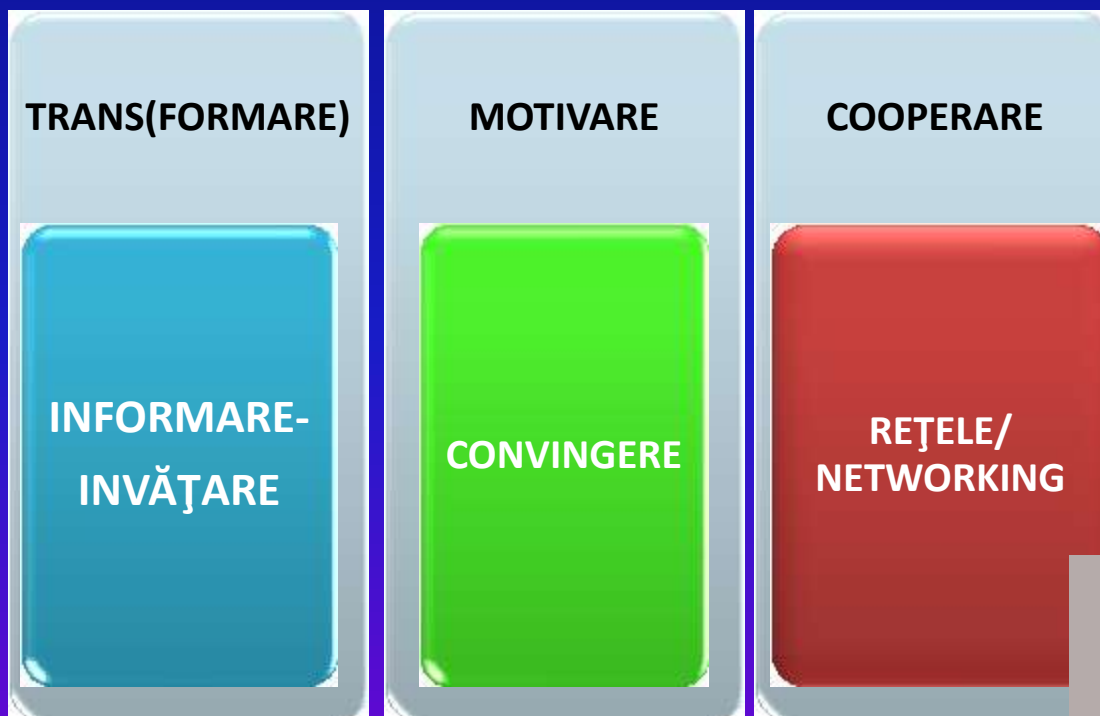 TRANS(FORMARE)
INFORMARE-
INVĂŢARE
MOTIVARE
CONVINGERE
COOPERARE
REŢELE/
NETWORKING